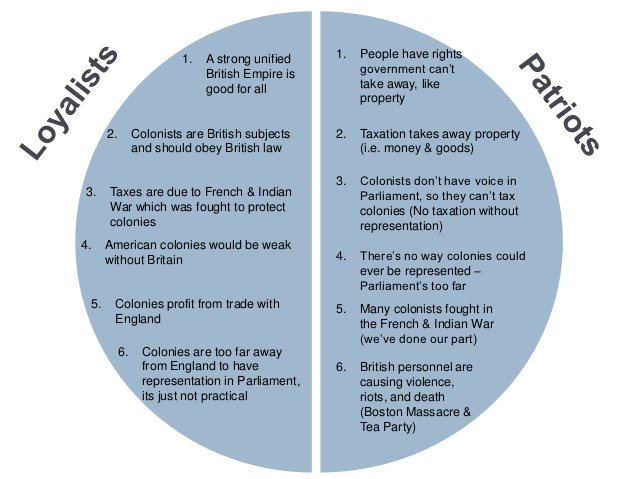 Loyalists
1. A strong unified
British Empire is
good for all
2. Colonists are British subjects
and should obey British law
3. Taxes are due to French & Indian
War which was fought to protect
colonies
4. American colonies would be weak
without Britain
5. Colonies profit from trade with
England
6. Colonies are too far away
from England to have
representation in Parliament,
its just not practical
Patriots
1. People have rights
government can’t
take away, like
property
2. Taxation takes away property
(i.e. money & goods)
3. Colonists don’t have voice in
Parliament, so they can’t tax
colonies (No taxation without
representation)
4. There’s no way colonies could
ever be represented –
Parliament’s too far
5. Many colonists fought in
the French & Indian War
(we’ve done our part)
6. British personnel are
causing violence,
riots, and death
(Boston Massacre &
Tea Party)